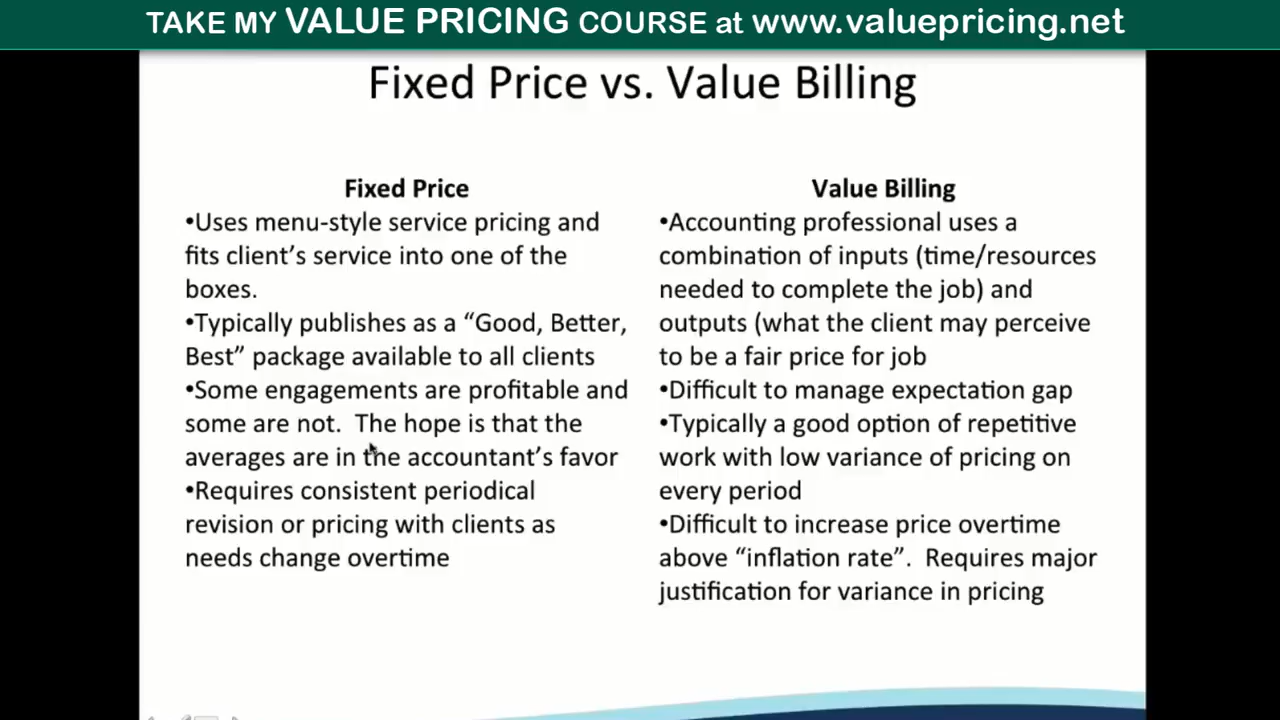 TAKE MY VALUE PRICING COURSE at www.valuepricing.net
Fixed Price vs. Value Billing
Fixed Price
•Uses menu-style service pricing and
fits client's service into one of the
boxes.
•Typically publishes as a “Good, Better,
Best” package available to all clients
•Some engagements are profitable and
some are not.  The hope is that the
averages are in the accountant's favor
•Requires consistent periodical
revision or pricing with clients as
needs change overtime
Value Billing
•Accounting professional uses a
combination of inputs (time/resources
needed to complete the job) and
outputs (what the client may perceive
to be a fair price for job
•Difficult to manage expectation gap
•Typically a good option of repetitive
work with low variance of pricing on
every period
•Difficult to increase price overtime
above “inflation rate”.  Requires major
justification for variance in pricing